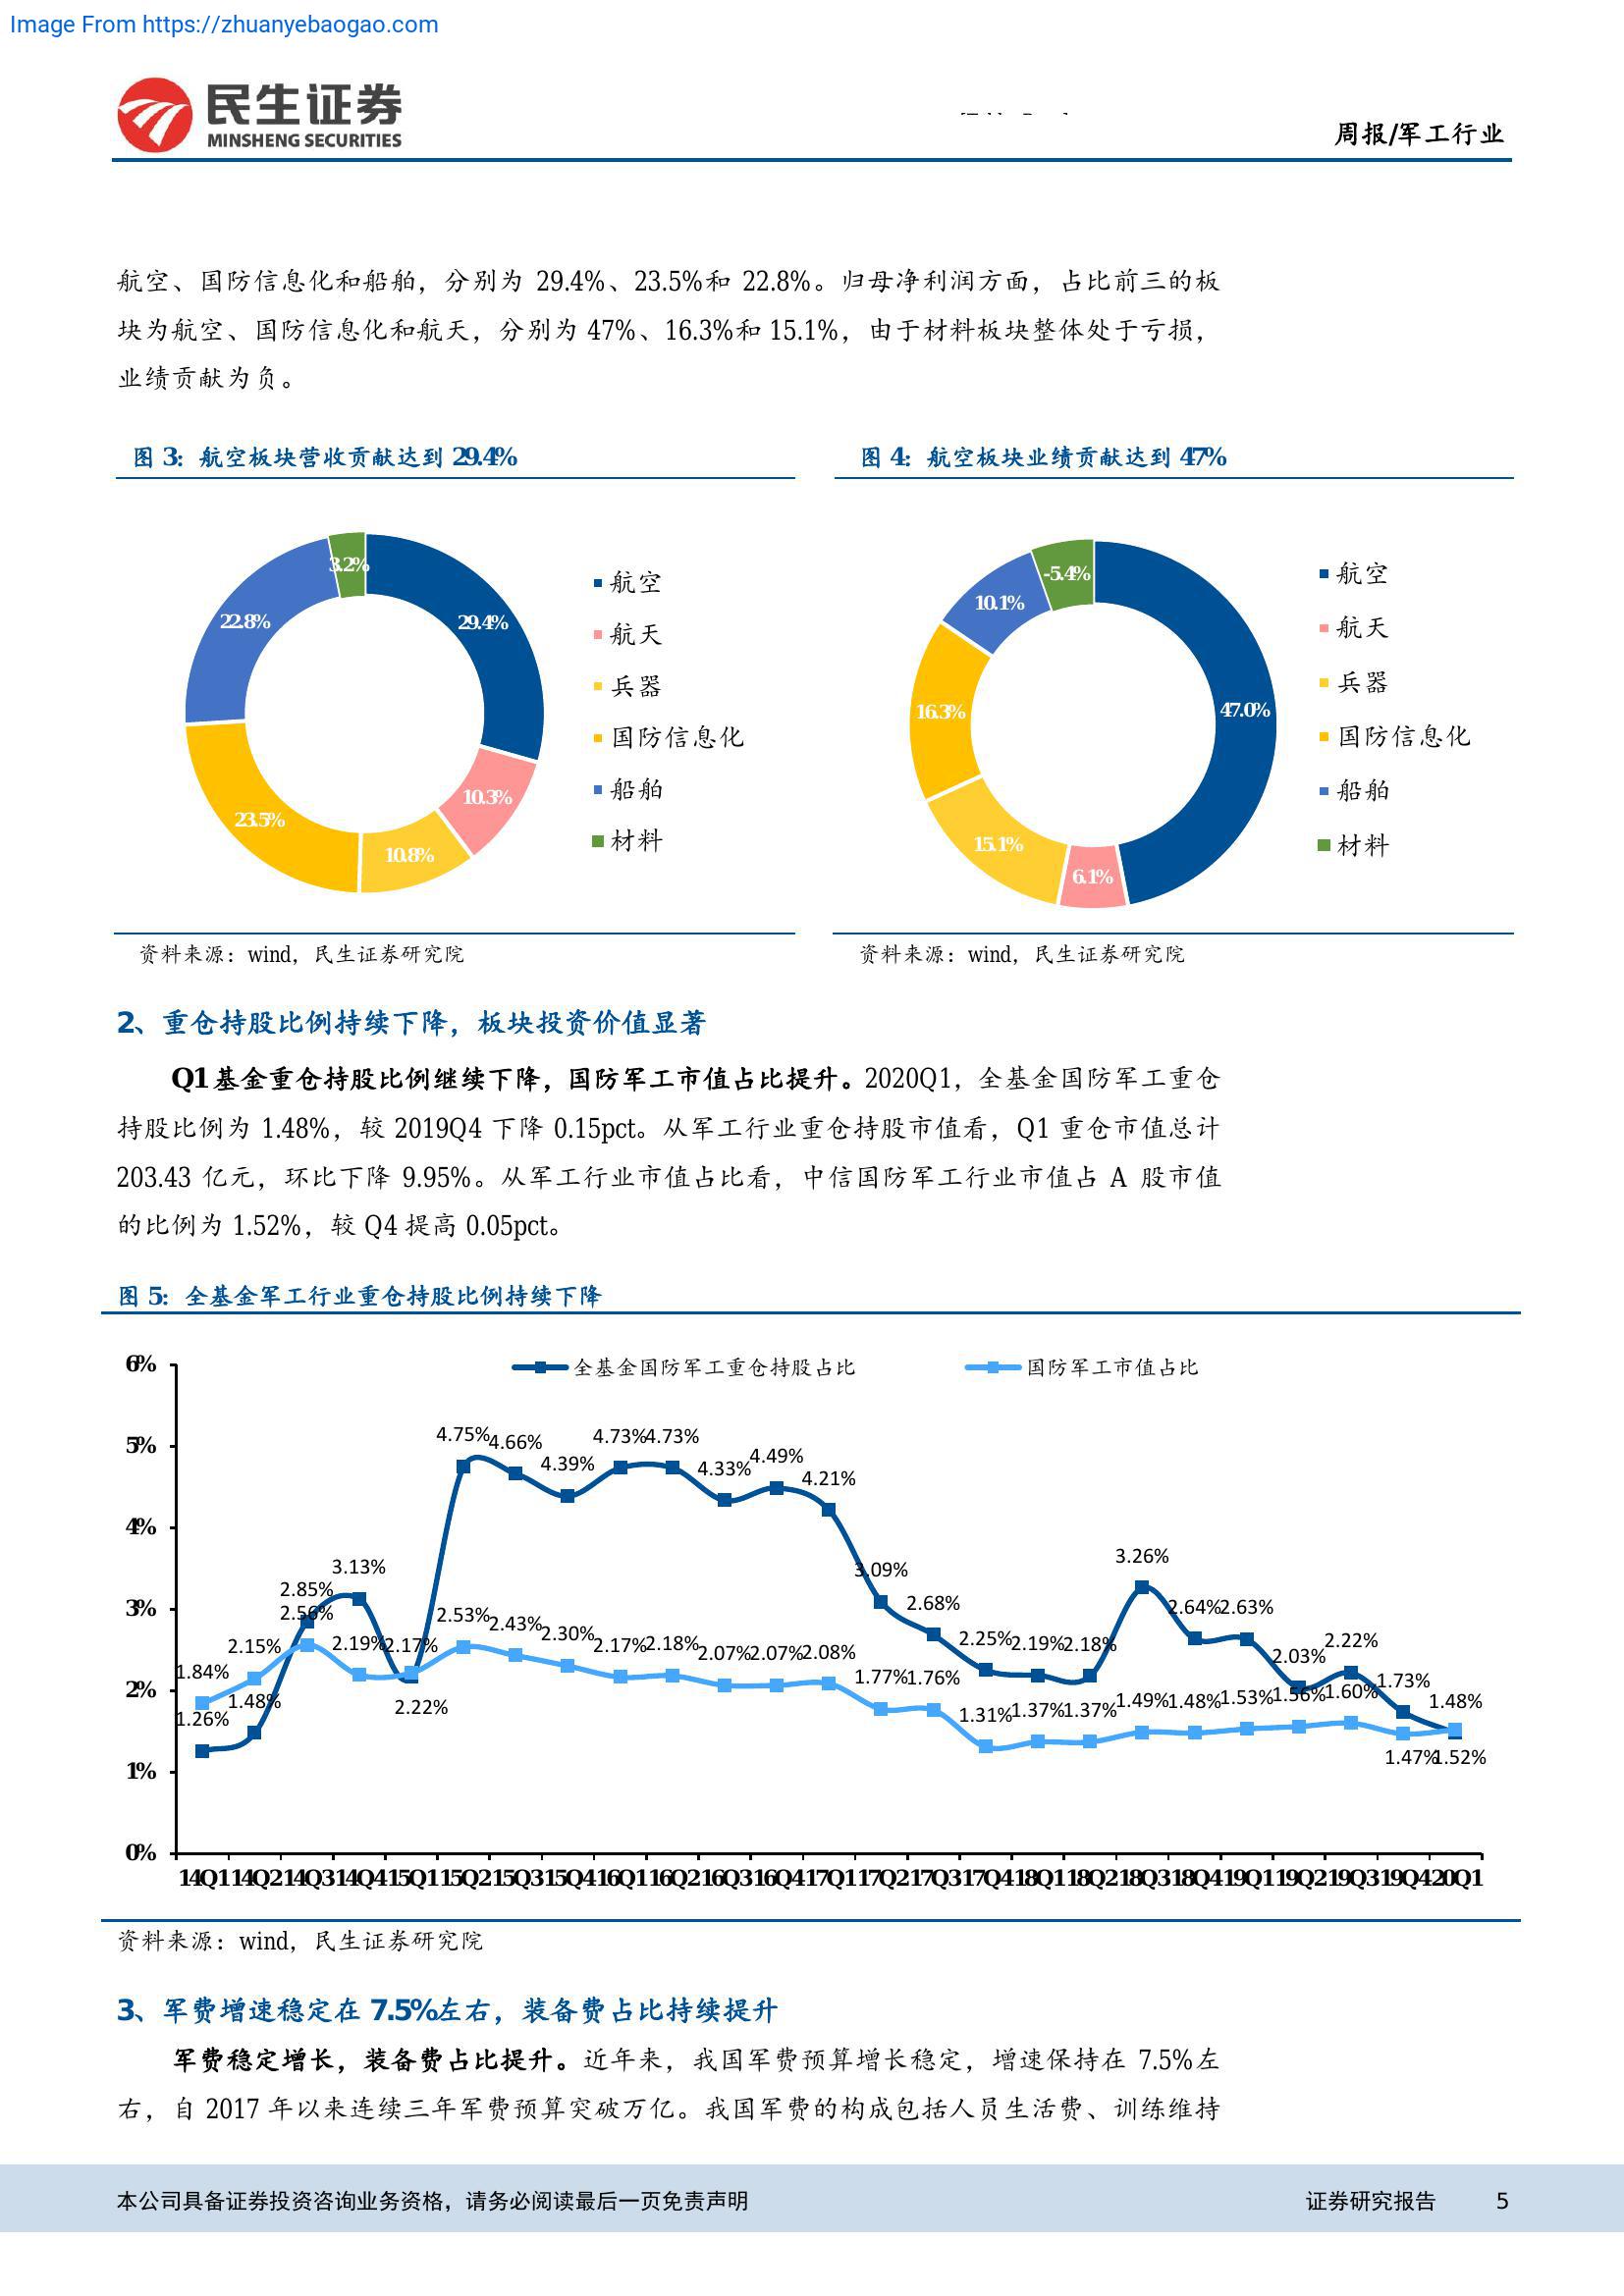 Image From https://zhuanyebaogao.com
民生证券
MINSHENG SECURITIES
周报/军工行业
航空、国防信息化和船舶，分别为 29.4%、23.5%和 22.8%。归母净利润方面，占比前三的板
块为航空、国防信息化和航天，分别为 47%、16.3%和 15.1%，由于材料板块整体处于亏损，
业绩贡献为负。
图 3：航空板块营收贡献达到 29.4%
29.4%
10.3%
10.8%
23.5%
22.8%
3.2%
航空
航天
兵器
国防信息化
船舶
材料
资料来源：wind，民生证券研究院
图 4：航空板块业绩贡献达到 47%
47.0%
6.1%
15.1%
16.3%
10.1%
-5.4%
航空
航天
兵器
国防信息化
船舶
材料
资料来源：wind，民生证券研究院
2、重仓持股比例持续下降，板块投资价值显著
Q1 基金重仓持股比例继续下降，国防军工市值占比提升。2020Q1，全基金国防军工重仓
持股比例为 1.48%，较 2019Q4 下降 0.15pct。从军工行业重仓持股市值看，Q1 重仓市值总计
203.43 亿元，环比下降 9.95%。从军工行业市值占比看，中信国防军工行业市值占 A 股市值
的比例为 1.52%，较 Q4 提高 0.05pct。
图 5：全基金军工行业重仓持股比例持续下降
全基金国防军工重仓持股占比 国防军工市值占比
6%
5%
4%
3%
2%
1%
0%
1.26% 1.48% 2.85% 3.13% 2.22% 4.75% 4.66% 4.39% 4.73% 4.73% 4.33% 4.49% 4.21% 3.09% 2.68% 2.25% 2.19% 2.18% 3.26% 2.64% 2.63% 2.03% 2.22% 1.73% 1.48%
1.84% 2.15% 2.56% 2.19% 2.17% 2.53% 2.43% 2.30% 2.17% 2.18% 2.07% 2.07% 2.08% 1.77% 1.76% 1.31% 1.37% 1.37% 1.49% 1.48% 1.53% 1.56% 1.60% 1.47% 1.52%
14Q1 14Q2 14Q3 14Q4 15Q1 15Q2 15Q3 15Q4 16Q1 16Q2 16Q3 16Q4 17Q1 17Q2 17Q3 17Q4 18Q1 18Q2 18Q3 18Q4 19Q1 19Q2 19Q3 19Q4 20Q1
资料来源：wind，民生证券研究院
3、军费增速稳定在 7.5%左右，装备费占比持续提升
军费稳定增长，装备费占比提升。近年来，我国军费预算增长稳定，增速保持在 7.5%左
右，自 2017 年以来连续三年军费预算突破万亿。我国军费的构成包括人员生活费、训练维持
本公司具备证券投资咨询业务资格，请务必阅读最后一页免责声明
证券研究报告 5